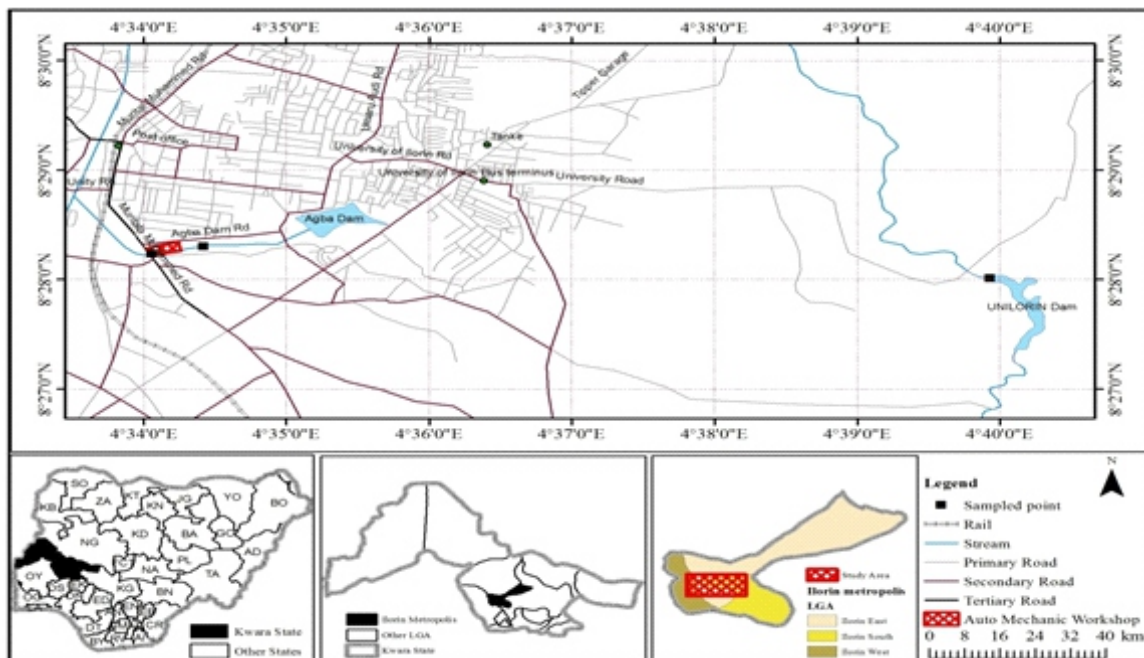 4°34'0"E 4°35'0"E 4°36'0"E 4°37'0"E 4°38'0"E 4°39'0"E 4°40'0"E
8°30'0"N
8°30'0"N
Umaru Audi Rd
Tipper Garage
Post office
Tanke
University of Ilorin Rd
8°29'0"N
8°29'0"N
University of Ilorin Bus terminus
University Road
Agba Dam
Agba Dam Rd
8°28'0"N
8°28'0"N
UNILORIN Dam
8°27'0"N
8°27'0"N
4°34'0"E 4°35'0"E 4°36'0"E 4°37'0"E 4°38'0"E 4°39'0"E 4°40'0"E
SO
KB
ZA
KT
KN
JG
YO
BO
NG
KD
BA
GO
AD
PL
NA
TA
OY
KG
BN
Kwara State
Other States
Ilorin Metropolis
Other LGA
Kwara State
Study Area
Ilorin metropolis
LGA
Ilorin East
Ilorin South
Ilorin West
N
Legend
Sampled point
Rail
Stream
Primary Road
Secondary Road
Tertiary Road
Auto Mechanic Workshop
0 8 16 24 32 40 km